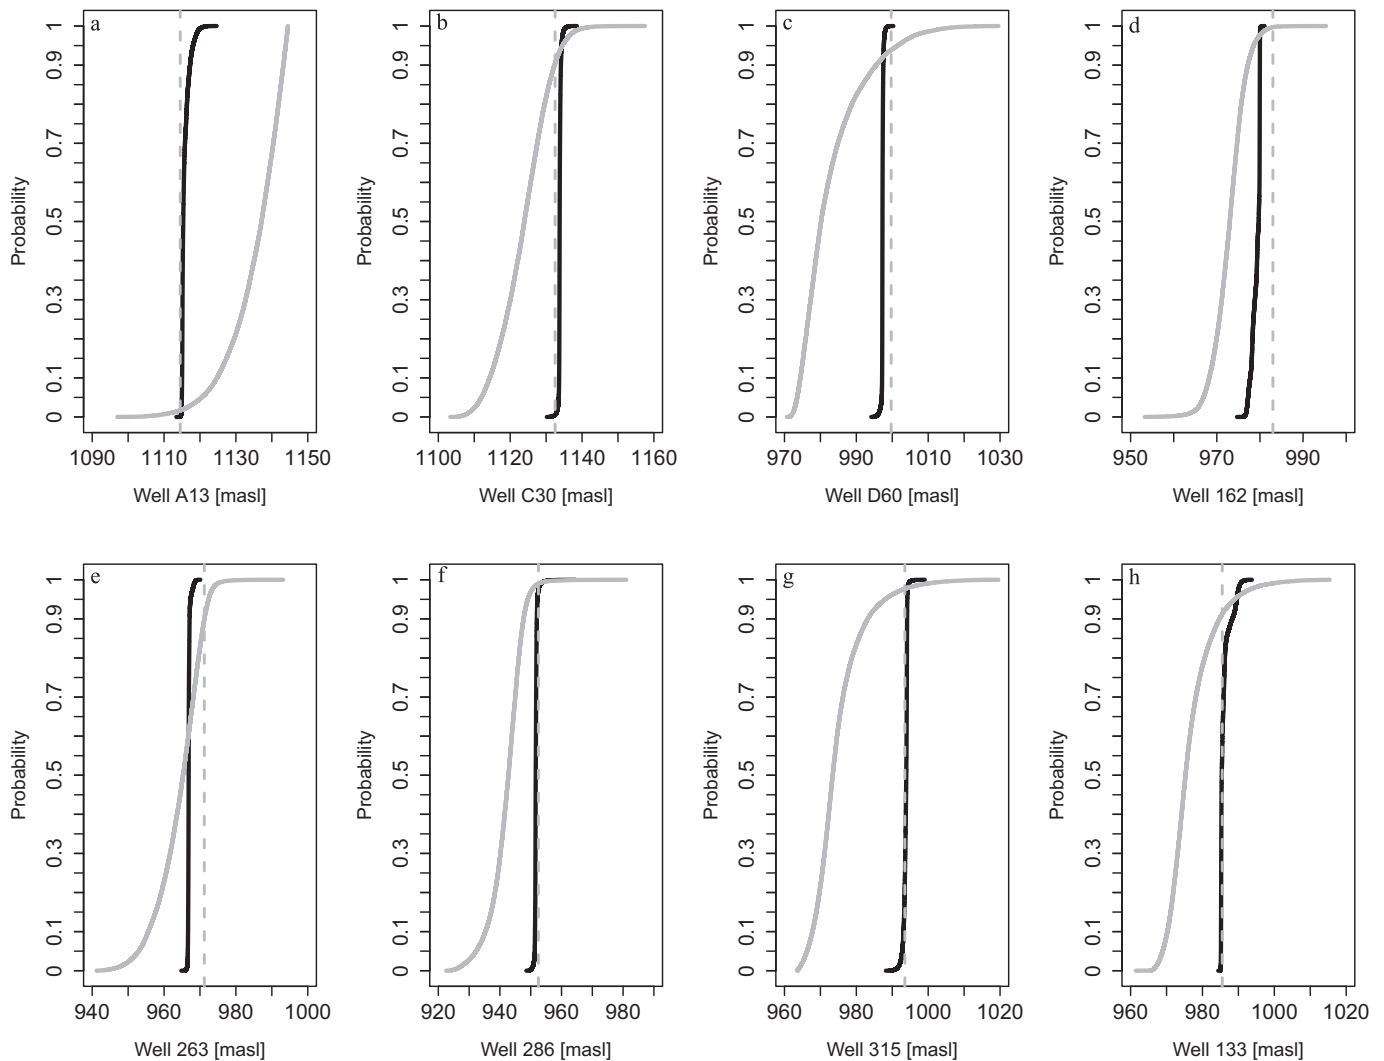 a
b
c
d
Probability
0 0.1 0.3 0.5 0.7 0.9 1
1090 1110 1130 1150
Well A13 [masl]
Probability
0 0.1 0.3 0.5 0.7 0.9 1
1100 1120 1140 1160
Well C30 [masl]
Probability
0 0.1 0.3 0.5 0.7 0.9 1
970 990 1010 1030
Well D60 [masl]
Probability
0 0.1 0.3 0.5 0.7 0.9 1
950 970 990
Well 162 [masl]
e
f
g
h
Probability
0 0.1 0.3 0.5 0.7 0.9 1
940 960 980 1000
Well 263 [masl]
Probability
0 0.1 0.3 0.5 0.7 0.9 1
920 940 960 980
Well 286 [masl]
Probability
0 0.1 0.3 0.5 0.7 0.9 1
960 980 1000 1020
Well 315 [masl]
Probability
0 0.1 0.3 0.5 0.7 0.9 1
960 980 1000 1020
Well 133 [masl]